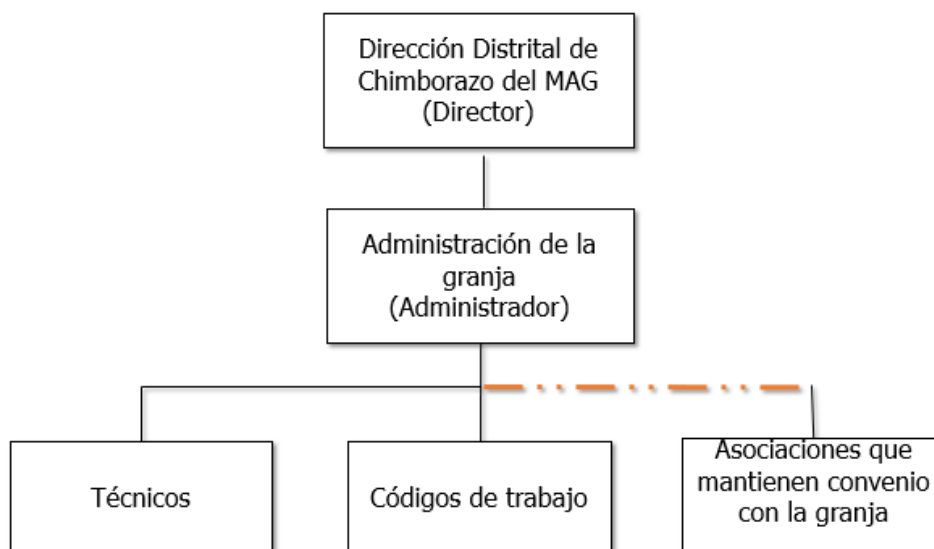 Dirección Distrital de
Chimborazo del MAG
(Director)
Administración de la
granja
(Administrador)
Técnicos
Códigos de trabajo
Asociaciones que
mantienen convenio
con la granja